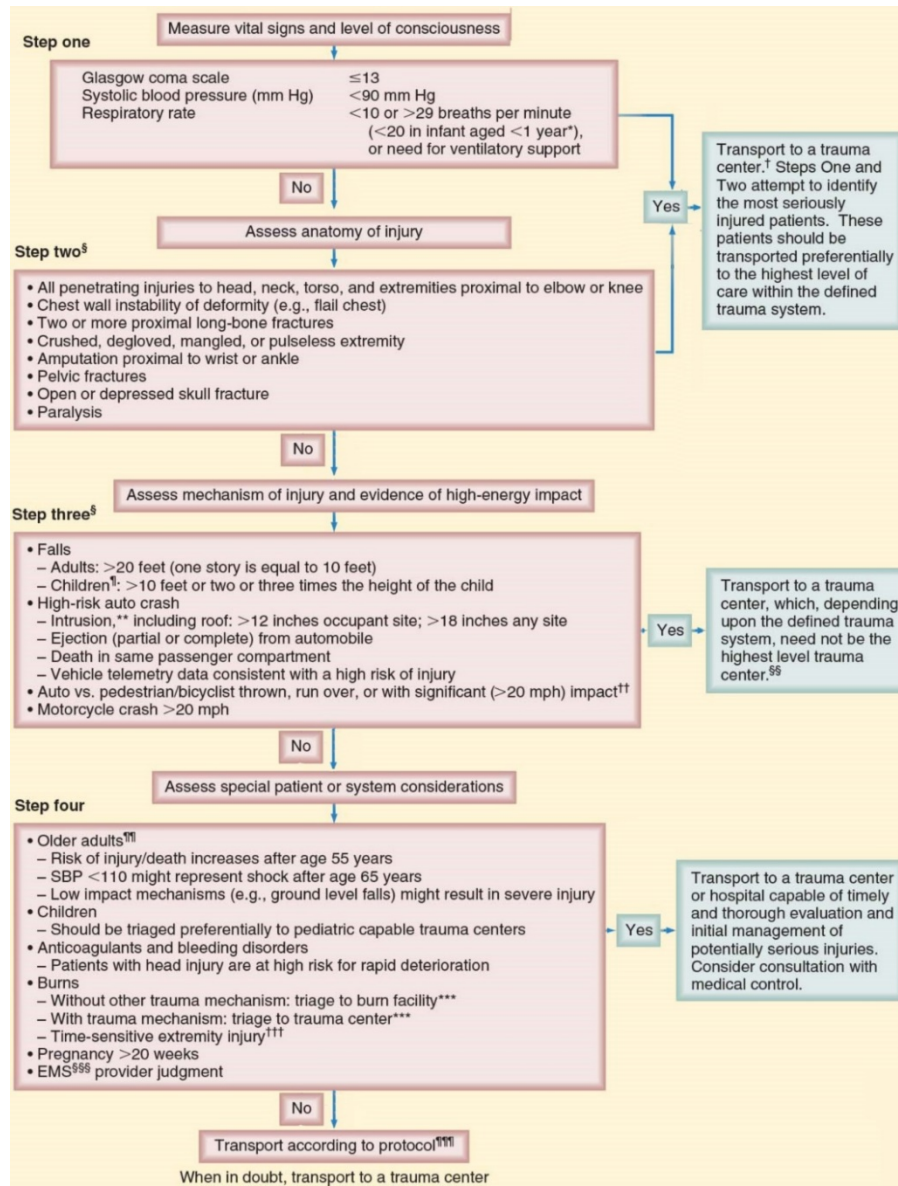 Measure vital signs and level of consciousness
Step one
Glasgow coma scale ≤13
Systolic blood pressure (mm Hg) <90 mm Hg
Respiratory rate <10 or >29 breaths per minute
(<20 in infant aged <1 year*),
or need for ventilatory support
No
Yes
Transport to a trauma
center.† Steps One and
Two attempt to identify
the most seriously
injured patients. These
patients should be
transported preferentially
to the highest level of
care within the defined
trauma system.
Assess anatomy of injury
Step two§
• All penetrating injuries to head, neck, torso, and extremities proximal to elbow or knee
• Chest wall instability of deformity (e.g., flail chest)
• Two or more proximal long-bone fractures
• Crushed, degloved, mangled, or pulseless extremity
• Amputation proximal to wrist or ankle
• Pelvic fractures
• Open or depressed skull fracture
• Paralysis
No
Assess mechanism of injury and evidence of high-energy impact
Step three§
• Falls
– Adults: >20 feet (one story is equal to 10 feet)
– Children¶: >10 feet or two or three times the height of the child
• High-risk auto crash
– Intrusion,** including roof: >12 inches occupant site; >18 inches any site
– Ejection (partial or complete) from automobile
– Death in same passenger compartment
– Vehicle telemetry data consistent with a high risk of injury
• Auto vs. pedestrian/bicyclist thrown, run over, or with significant (>20 mph) impact††
• Motorcycle crash >20 mph
Yes
Transport to a trauma
center, which, depending
upon the defined trauma
system, need not be the
highest level trauma
center.§§
No
Assess special patient or system considerations
Step four
• Older adults¶¶
– Risk of injury/death increases after age 55 years
– SBP <110 might represent shock after age 65 years
– Low impact mechanisms (e.g., ground level falls) might result in severe injury
• Children
– Should be triaged preferentially to pediatric capable trauma centers
• Anticoagulants and bleeding disorders
– Patients with head injury are at high risk for rapid deterioration
• Burns
– Without other trauma mechanism: triage to burn facility***
– With trauma mechanism: triage to trauma center***
– Time-sensitive extremity injury†††
• Pregnancy >20 weeks
• EMS§§§ provider judgment
Yes
Transport to a trauma center
or hospital capable of timely
and thorough evaluation and
initial management of
potentially serious injuries.
Consider consultation with
medical control.
No
Transport according to protocol¶¶¶
When in doubt, transport to a trauma center